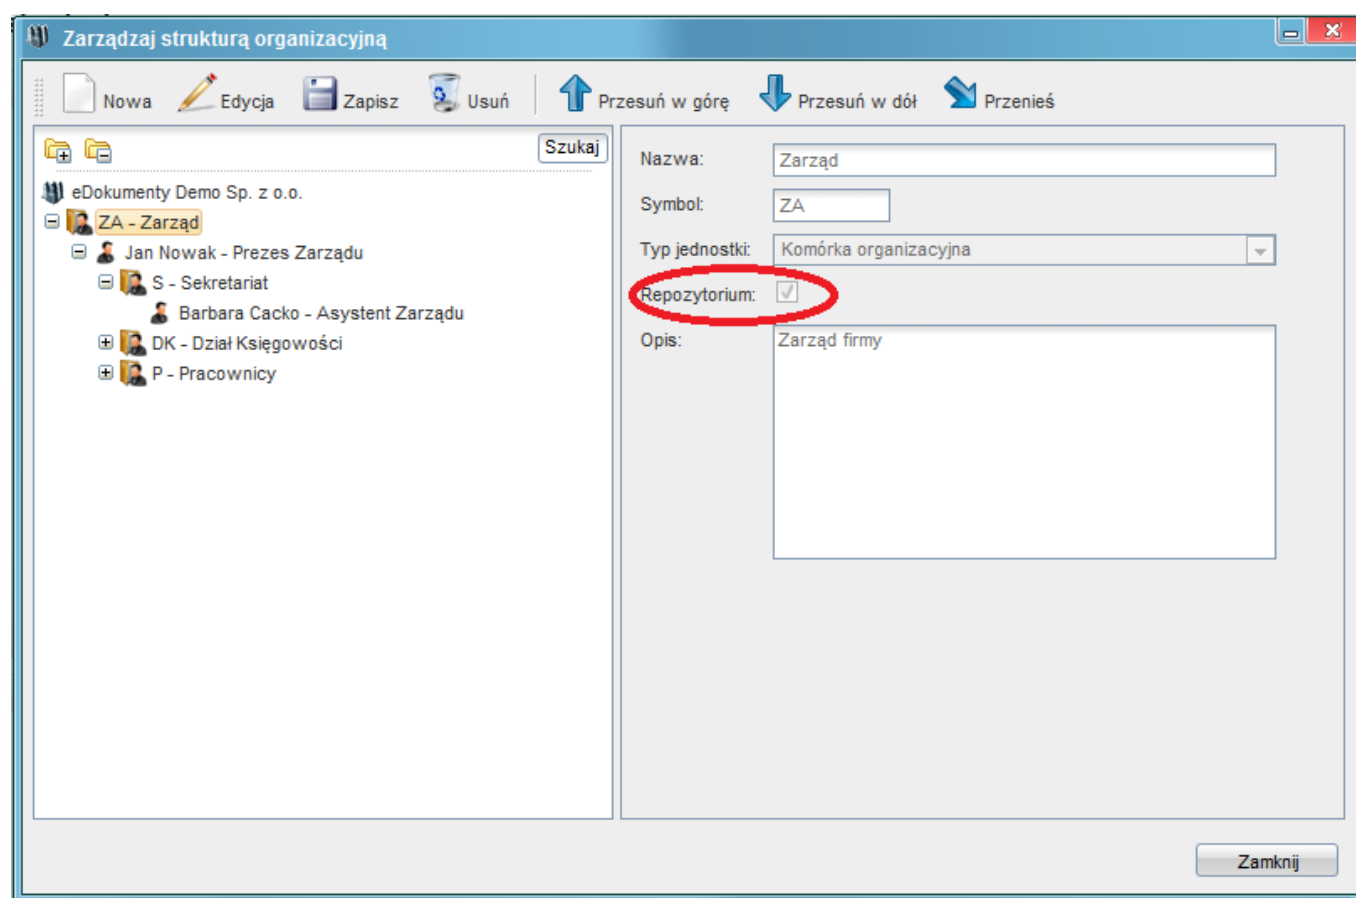 Zarządzaj strukturą organizacyjną
Nowa Edycja Zapisz Usuń Przesuń w górę Przesuń w dół Przenieś
Szukaj
eDokumenty Demo Sp. z o.o.
ZA - Zarząd
Jan Nowak - Prezes Zarządu
S - Sekretariat
Barbara Cacko - Asystent Zarządu
DK - Dział Księgowości
P - Pracownicy
Nazwa: Zarząd
Symbol: ZA
Typ jednostki: Komórka organizacyjna
Repozytorium:
Opis: Zarząd firmy
Zamknij